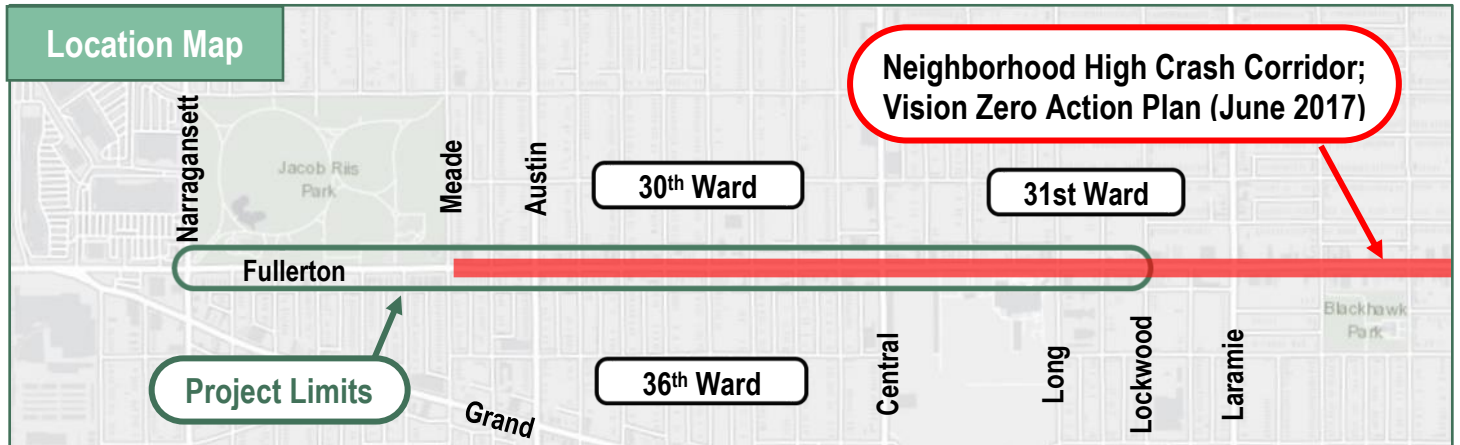 Location Map
Neighborhood High Crash Corridor;
Vision Zero Action Plan (June 2017)
Narragansett
Jacob Riis
Park
Meade
Austin
30th Ward
31st Ward
Fullerton
Blackhawk
Park
Project Limits
36th Ward
Grand
Central
Long
Lockwood
Laramie